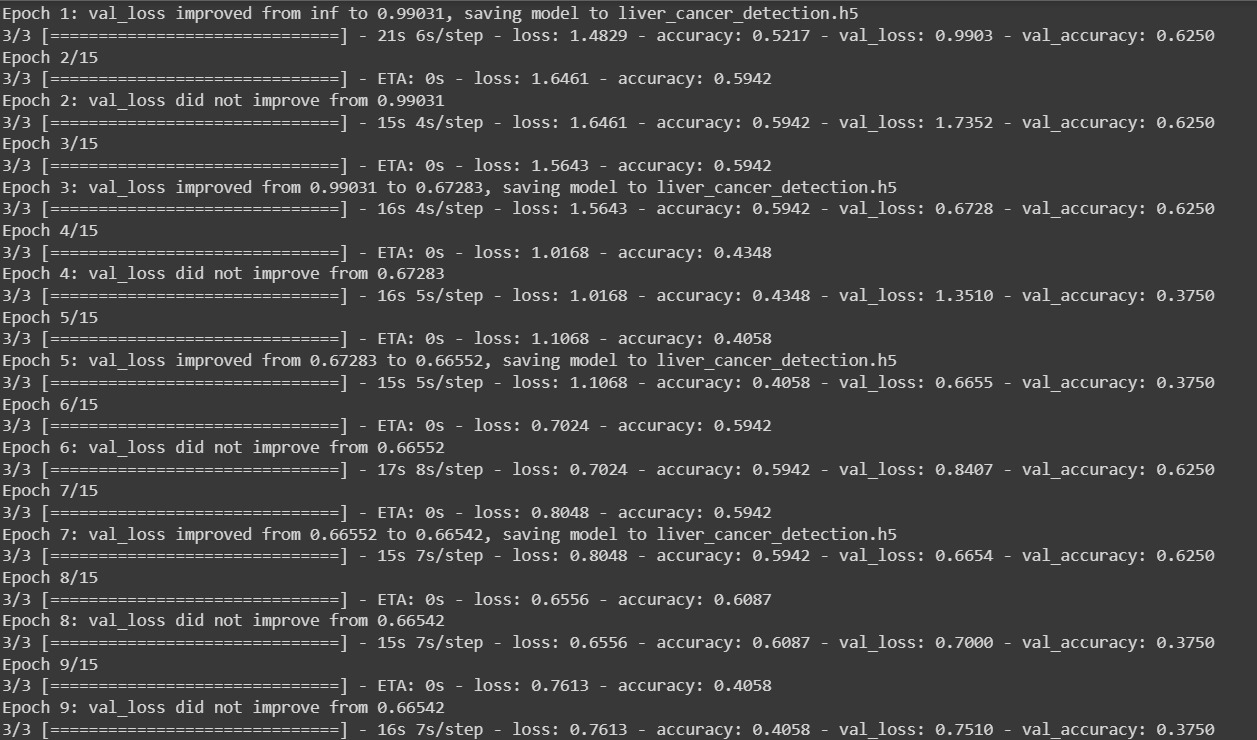 Epoch 1: val_loss improved from inf to 0.99031, saving model to liver_cancer_detection.h5
3/3 [==============================] - 21s 6s/step - loss: 1.4829 - accuracy: 0.5217 - val_loss: 0.9903 - val_accuracy: 0.6250
Epoch 2/15
3/3 [==============================] - ETA: 0s - loss: 1.6461 - accuracy: 0.5942
Epoch 2: val_loss did not improve from 0.99031
3/3 [==============================] - 15s 4s/step - loss: 1.6461 - accuracy: 0.5942 - val_loss: 1.7352 - val_accuracy: 0.6250
Epoch 3/15
3/3 [==============================] - ETA: 0s - loss: 1.5643 - accuracy: 0.5942
Epoch 3: val_loss improved from 0.99031 to 0.67283, saving model to liver_cancer_detection.h5
3/3 [==============================] - 16s 4s/step - loss: 1.5643 - accuracy: 0.5942 - val_loss: 0.6728 - val_accuracy: 0.6250
Epoch 4/15
3/3 [==============================] - ETA: 0s - loss: 1.0168 - accuracy: 0.4348
Epoch 4: val_loss did not improve from 0.67283
3/3 [==============================] - 16s 5s/step - loss: 1.0168 - accuracy: 0.4348 - val_loss: 1.3510 - val_accuracy: 0.3750
Epoch 5/15
3/3 [==============================] - ETA: 0s - loss: 1.1068 - accuracy: 0.4058
Epoch 5: val_loss improved from 0.67283 to 0.66552, saving model to liver_cancer_detection.h5
3/3 [==============================] - 15s 5s/step - loss: 1.1068 - accuracy: 0.4058 - val_loss: 0.6655 - val_accuracy: 0.3750
Epoch 6/15
3/3 [==============================] - ETA: 0s - loss: 0.7024 - accuracy: 0.5942
Epoch 6: val_loss did not improve from 0.66552
3/3 [==============================] - 17s 8s/step - loss: 0.7024 - accuracy: 0.5942 - val_loss: 0.8407 - val_accuracy: 0.6250
Epoch 7/15
3/3 [==============================] - ETA: 0s - loss: 0.8048 - accuracy: 0.5942
Epoch 7: val_loss improved from 0.66552 to 0.66542, saving model to liver_cancer_detection.h5
3/3 [==============================] - 15s 7s/step - loss: 0.8048 - accuracy: 0.5942 - val_loss: 0.6654 - val_accuracy: 0.6250
Epoch 8/15
3/3 [==============================] - ETA: 0s - loss: 0.6556 - accuracy: 0.6087
Epoch 8: val_loss did not improve from 0.66542
3/3 [==============================] - 15s 7s/step - loss: 0.6556 - accuracy: 0.6087 - val_loss: 0.7000 - val_accuracy: 0.3750
Epoch 9/15
3/3 [==============================] - ETA: 0s - loss: 0.7613 - accuracy: 0.4058
Epoch 9: val_loss did not improve from 0.66542
3/3 [==============================] - 16s 7s/step - loss: 0.7613 - accuracy: 0.4058 - val_loss: 0.7510 - val_accuracy: 0.3750